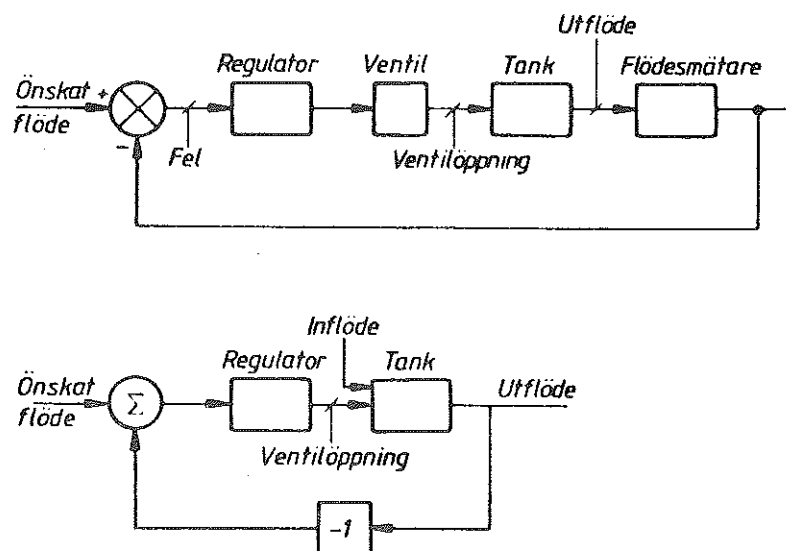 Utflöde
Regulator
Ventil
Tank
Flödesmätare
Önskat +
flöde
-
Fel
Ventilöppning
Inflöde
Regulator
Tank
Önskat
flöde
Σ
Utflöde
Ventilöppning
-1